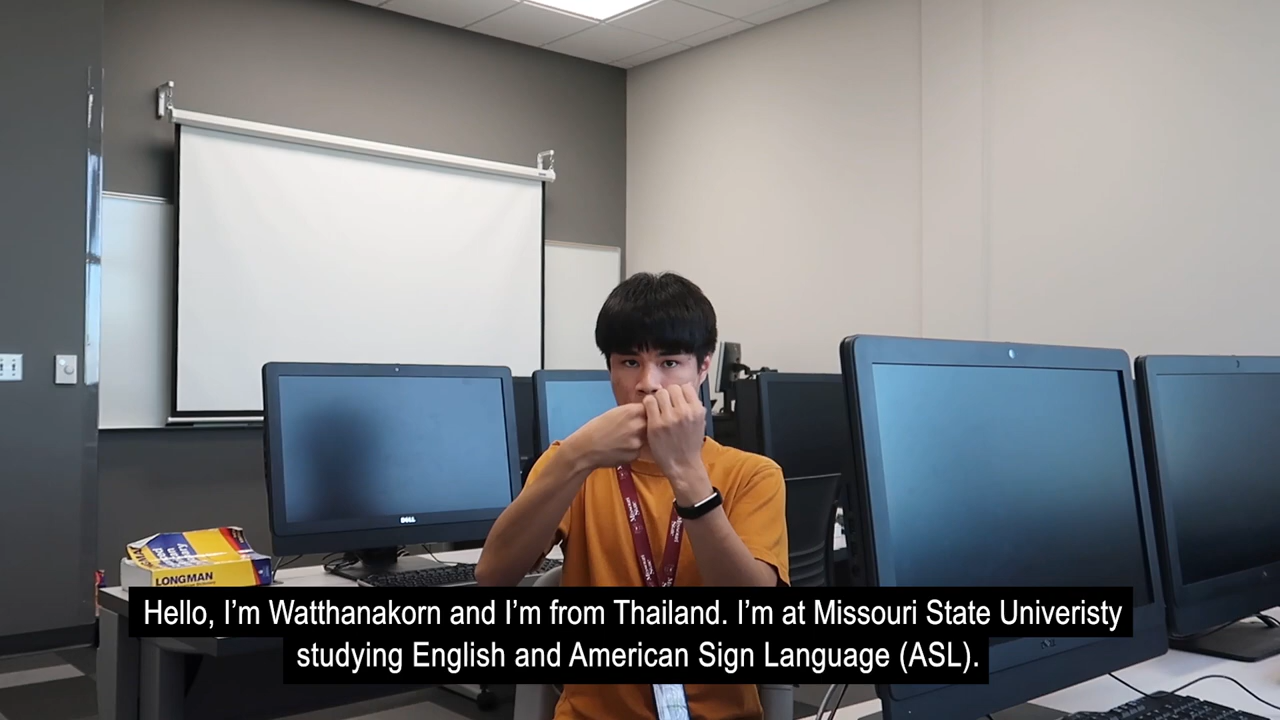 DELL
LONGMAN
Hello, I’m Watthanakorn and I’m from Thailand. I’m at Missouri State Univeristy
studying English and American Sign Language (ASL).